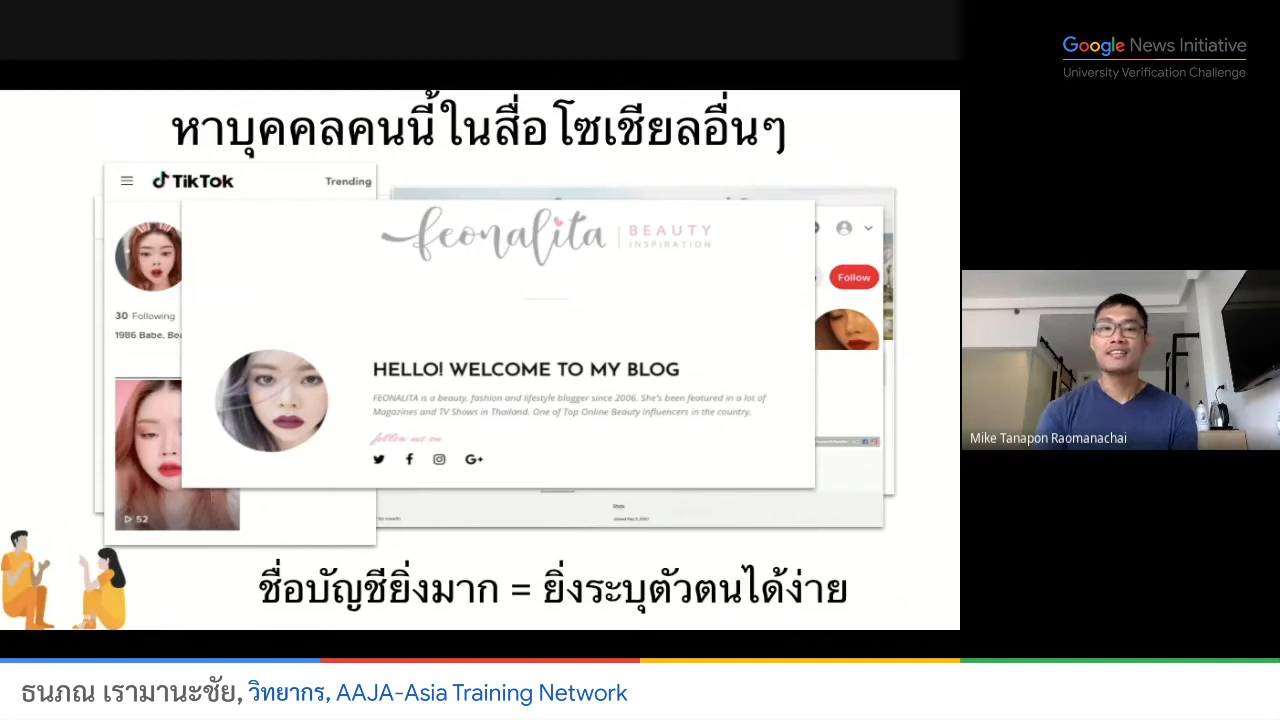 Google News Initiative
University Verification Challenge
หาบุคคลคนนี้ในสื่อโซเชียลอื่นๆ
TikTok
Trending
feonalita | BEAUTY INSPIRATION
Follow
30 Following
1986 Babe, Bea
HELLO! WELCOME TO MY BLOG
FEONALITA is a beauty, fashion and lifestyle blogger since 2006. She's been featured in a lot of
Magazines and TV Shows in Thailand. One of Top Online Beauty Influencers in the country.
follow me on
G+
52
Mike Tanapon Raomanachai
ชื่อบัญชียิ่งมาก = ยิ่งระบุตัวตนได้ง่าย
ธนภณ เรามานะชัย, วิทยากร, AAJA-Asia Training Network